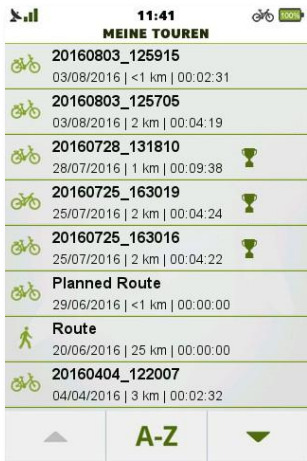 11:41
100%
MEINE TOUREN
20160803_125915
03/08/2016 | <1 km | 00:02:31
20160803_125705
03/08/2016 | 2 km | 00:04:19
20160728_131810
28/07/2016 | 1 km | 00:09:38
20160725_163019
25/07/2016 | 2 km | 00:04:24
20160725_163016
25/07/2016 | 2 km | 00:04:22
Planned Route
29/06/2016 | <1 km | 00:00:00
Route
20/06/2016 | 25 km | 00:00:00
20160404_122007
04/04/2016 | 3 km | 00:02:32
A-Z